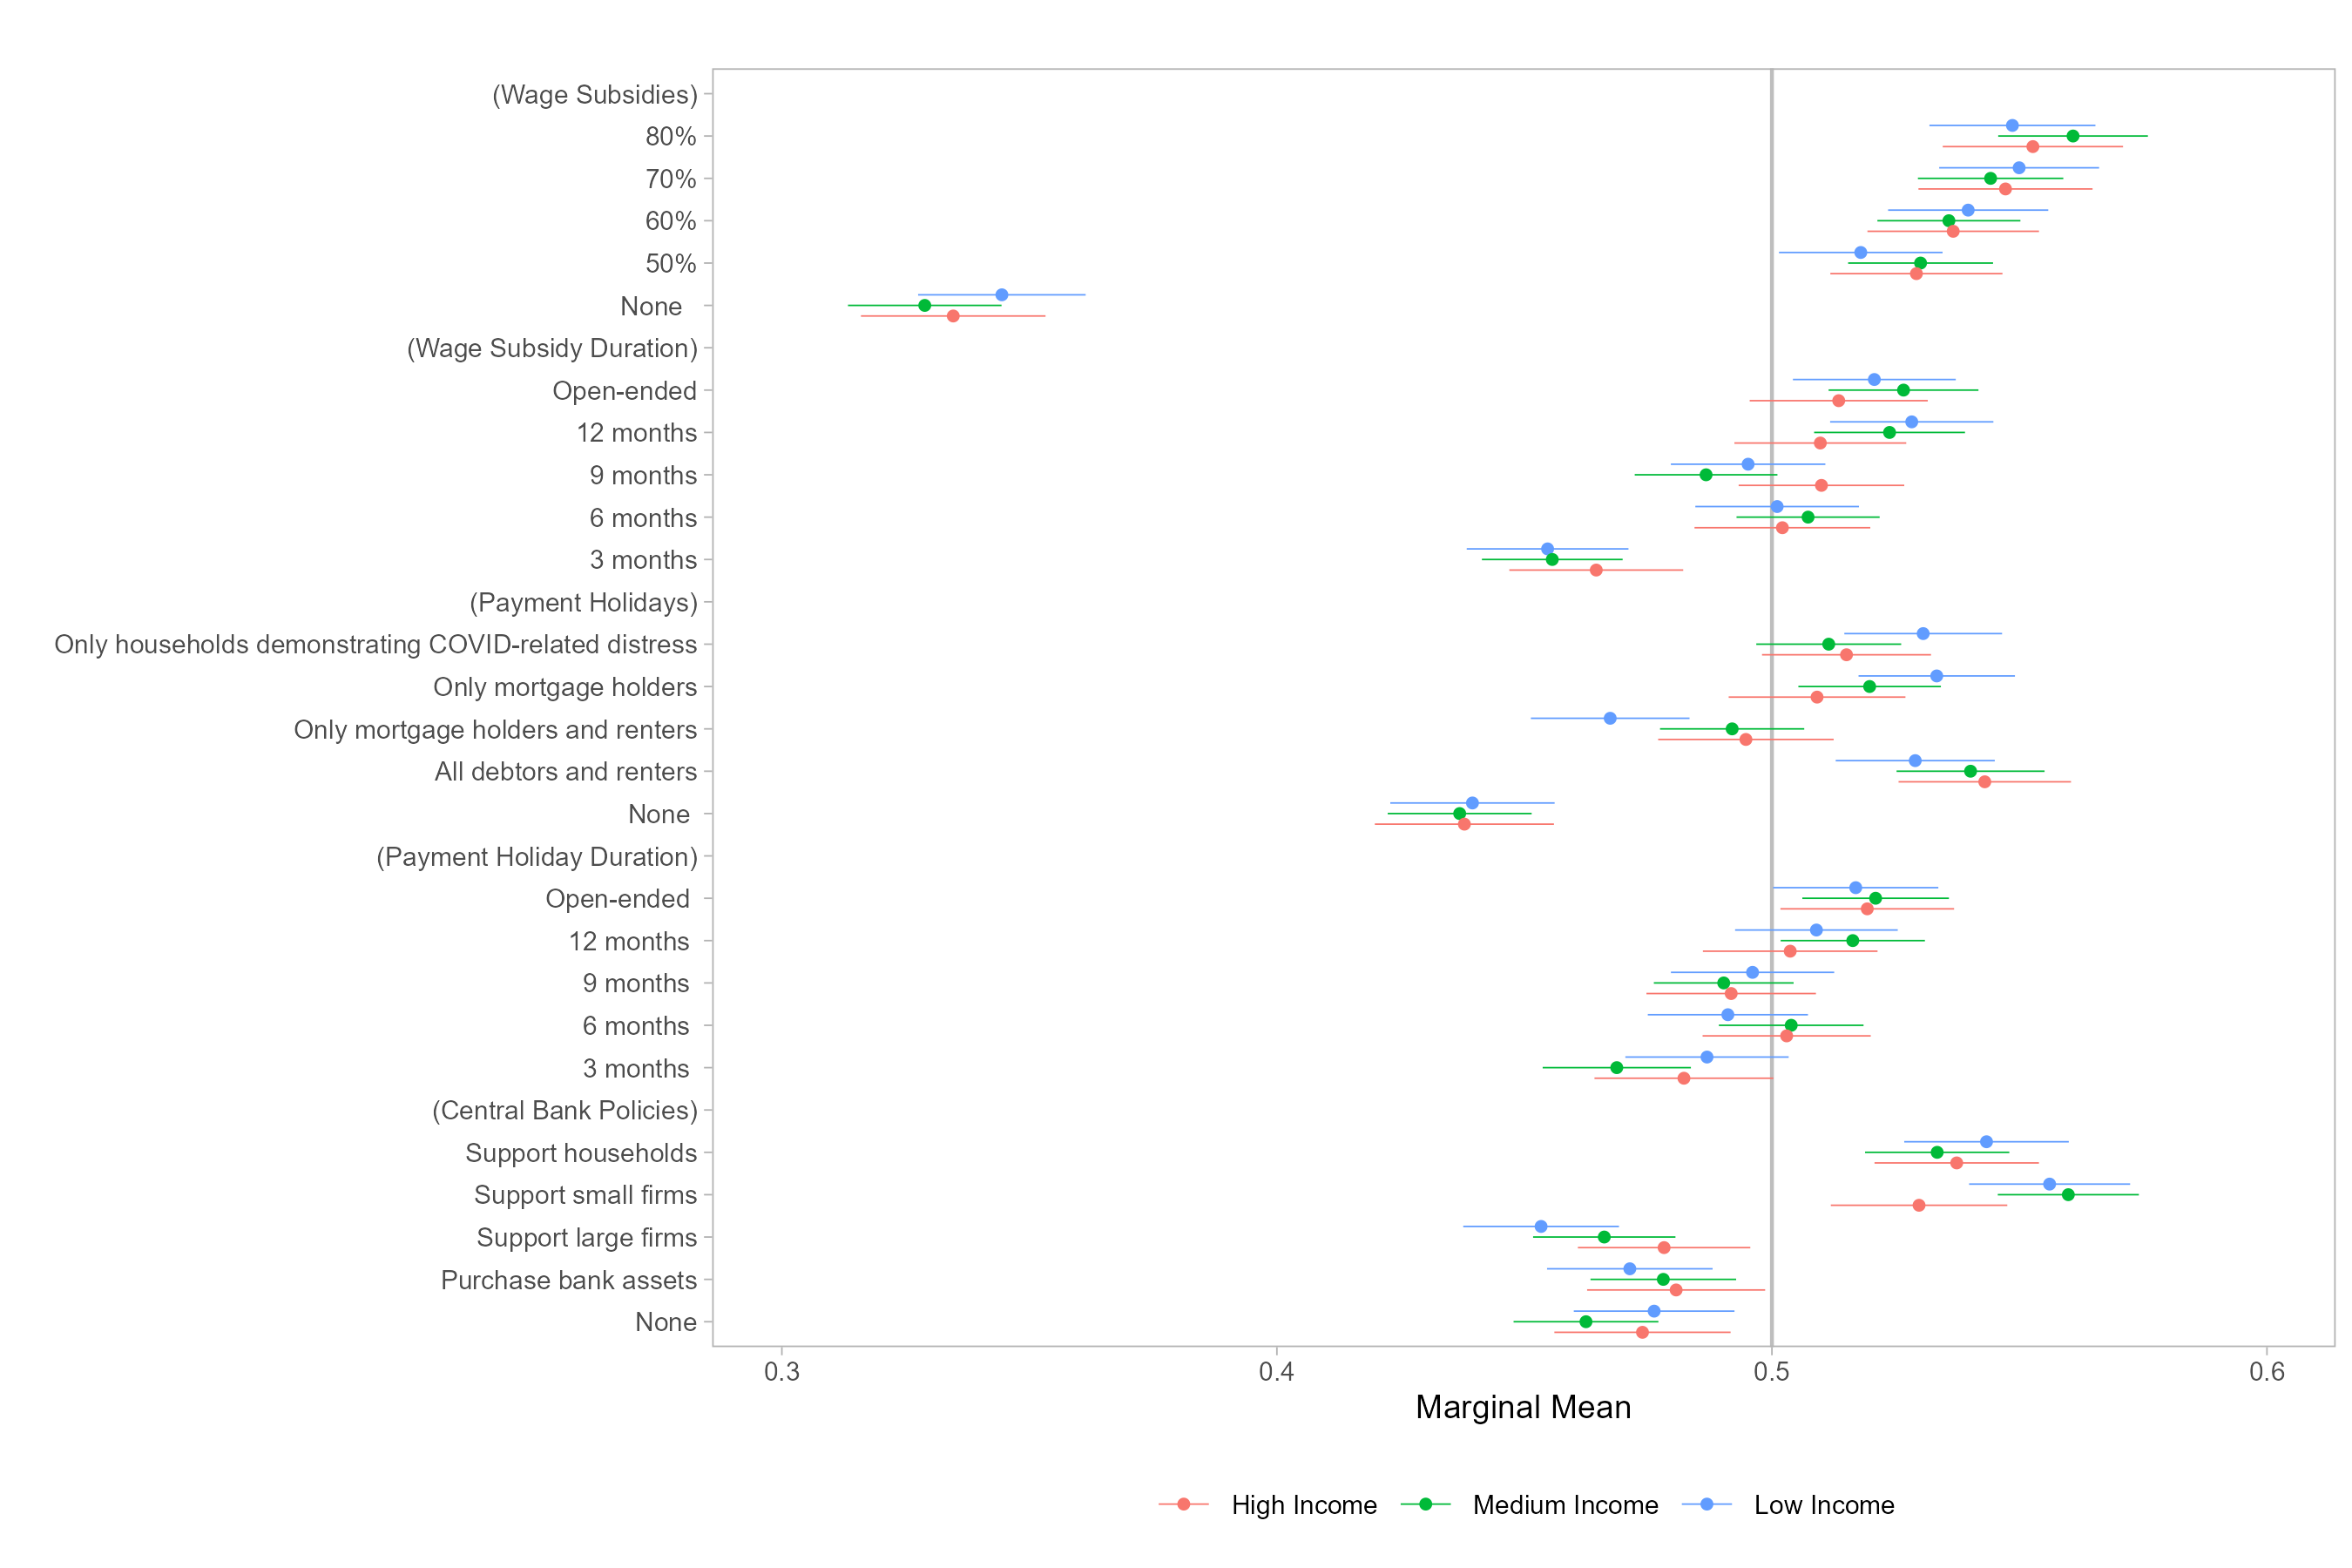 (Wage Subsidies)
80%
70%
60%
50%
None
(Wage Subsidy Duration)
Open-ended
12 months
9 months
6 months
3 months
(Payment Holidays)
Only households demonstrating COVID-related distress
Only mortgage holders
Only mortgage holders and renters
All debtors and renters
None
(Payment Holiday Duration)
Open-ended
12 months
9 months
6 months
3 months
(Central Bank Policies)
Support households
Support small firms
Support large firms
Purchase bank assets
None
0.3 0.4 0.5 0.6
Marginal Mean
High Income Medium Income Low Income